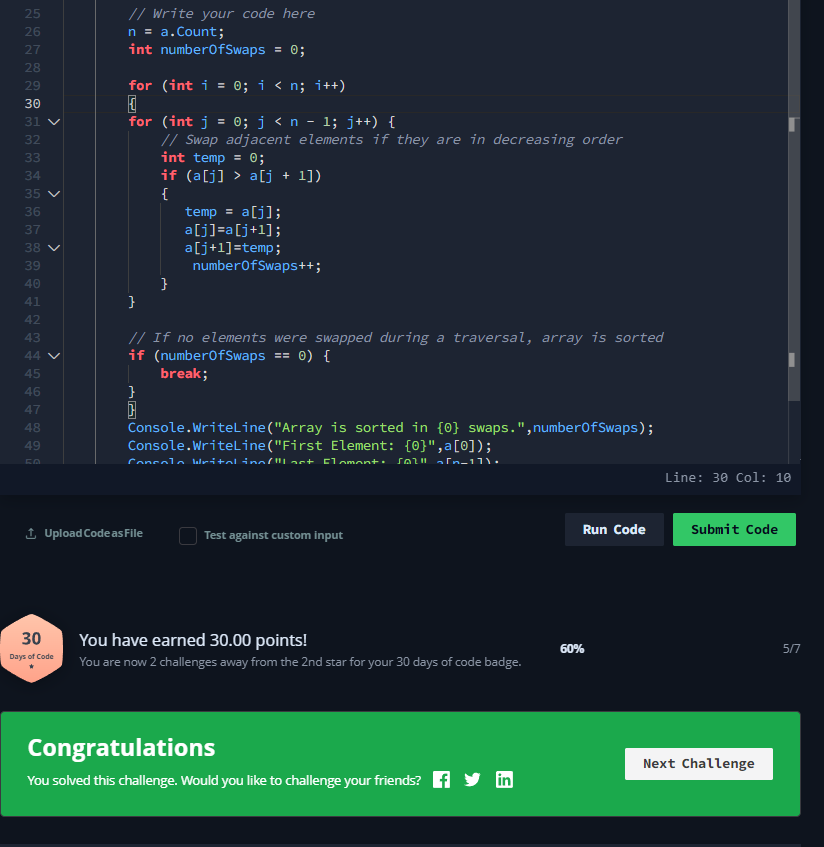 25 // Write your code here
26 n = a.Count;
27 int numberOfSwaps = 0;
28
29 for (int i = 0; i < n; i++)
30 {
31 for (int j = 0; j < n - 1; j++) {
32 // Swap adjacent elements if they are in decreasing order
33 int temp = 0;
34 if (a[j] > a[j + 1])
35 {
36 temp = a[j];
37 a[j]=a[j+1];
38 a[j+1]=temp;
39 numberOfSwaps++;
40 }
41 }
42
43 // If no elements were swapped during a traversal, array is sorted
44 if (numberOfSwaps == 0) {
45 break;
46 }
47 }
48 Console.WriteLine("Array is sorted in {0} swaps.",numberOfSwaps);
49 Console.WriteLine("First Element: {0}",a[0]);
50 Console.WriteLine("Last Element: {0}",a[n-1]);
Line: 30 Col: 10
Upload Code as File
Test against custom input
Run Code
Submit Code
30
Days of Code
You have earned 30.00 points!
You are now 2 challenges away from the 2nd star for your 30 days of code badge.
60%
5/7
Congratulations
You solved this challenge. Would you like to challenge your friends?
Next Challenge